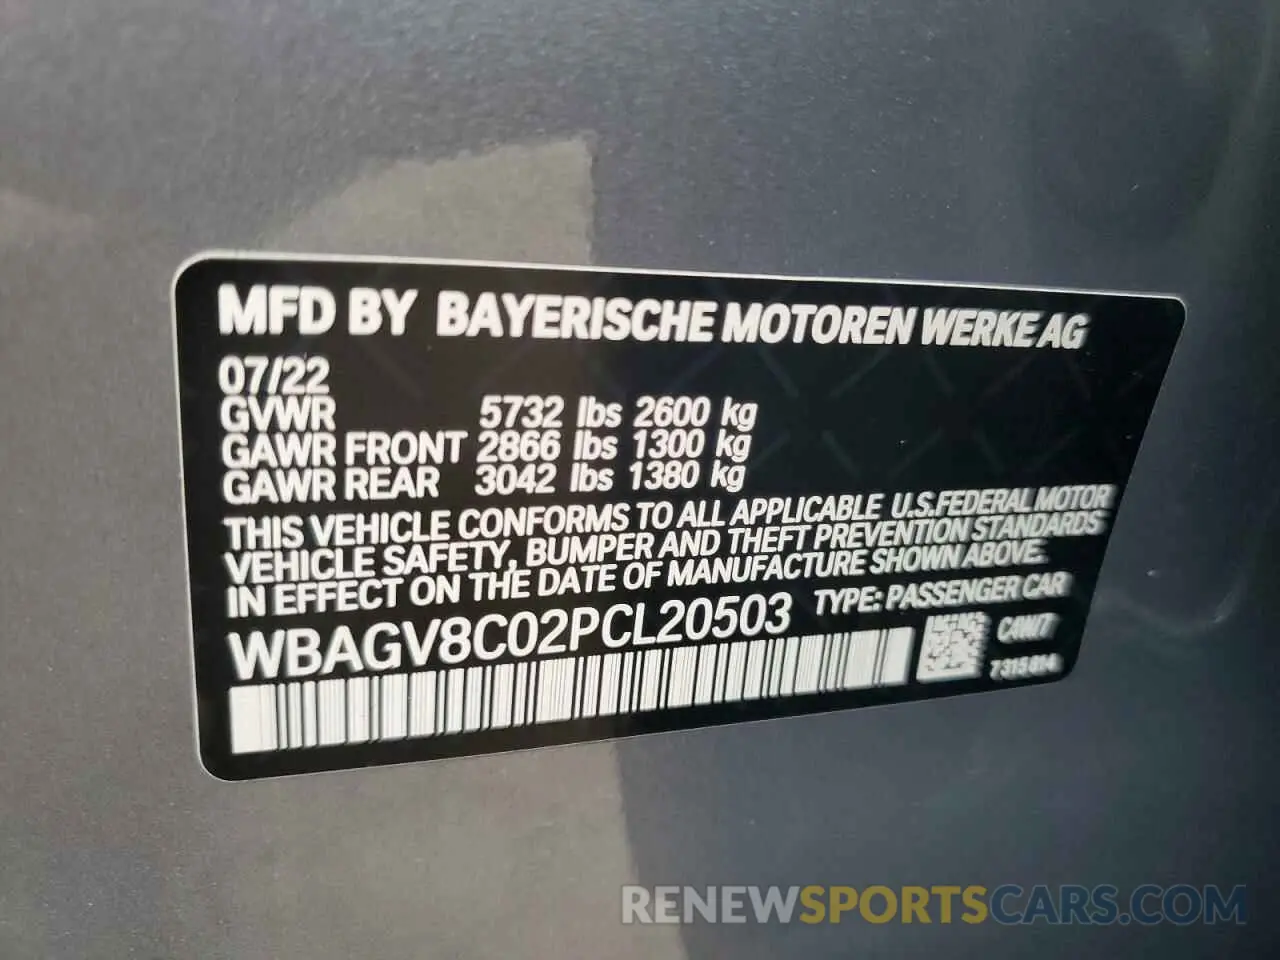 MFD BY BAYERISCHE MOTOREN WERKE AG
07/22
GVWR 5732 lbs 2600 kg
GAWR FRONT 2866 lbs 1300 kg
GAWR REAR 3042 lbs 1380 kg
THIS VEHICLE CONFORMS TO ALL APPLICABLE U.S.FEDERAL MOTOR
VEHICLE SAFETY, BUMPER AND THEFT PREVENTION STANDARDS
IN EFFECT ON THE DATE OF MANUFACTURE SHOWN ABOVE.
WBAGV8C02PCL20503 TYPE: PASSENGER CAR
7315814
RENEWSPORTSCARS.COM